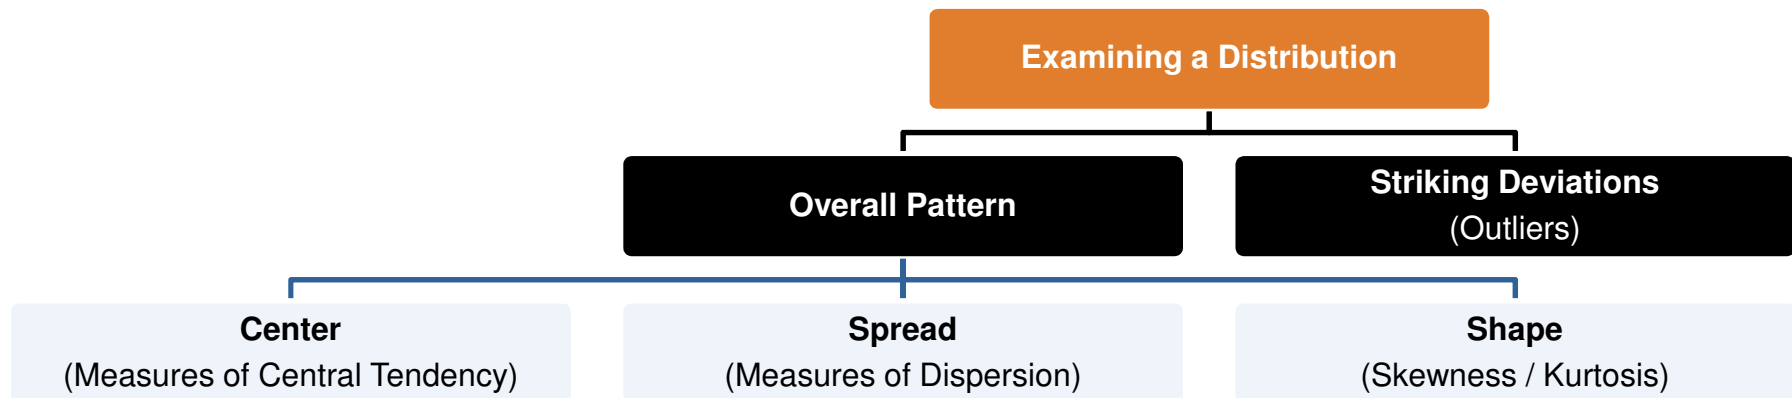 Examining a Distribution
Overall Pattern
Striking Deviations
(Outliers)
Center
(Measures of Central Tendency)
Spread
(Measures of Dispersion)
Shape
(Skewness / Kurtosis)